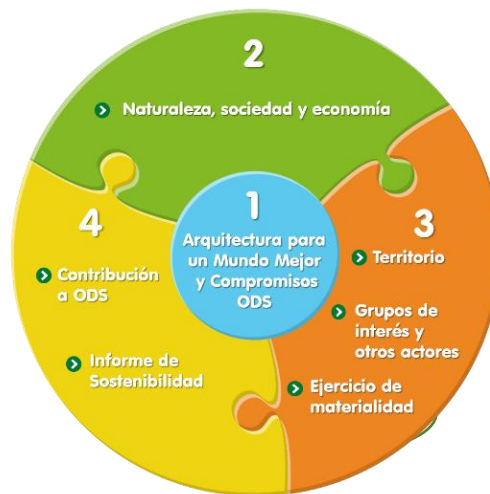 2
Naturaleza, sociedad y economía
1
Arquitectura para
un Mundo Mejor
y Compromisos
ODS
3
Territorio
Grupos de
interés y
otros actores
Ejercicio de
materialidad
4
Contribución
a ODS
Informe de
Sostenibilidad